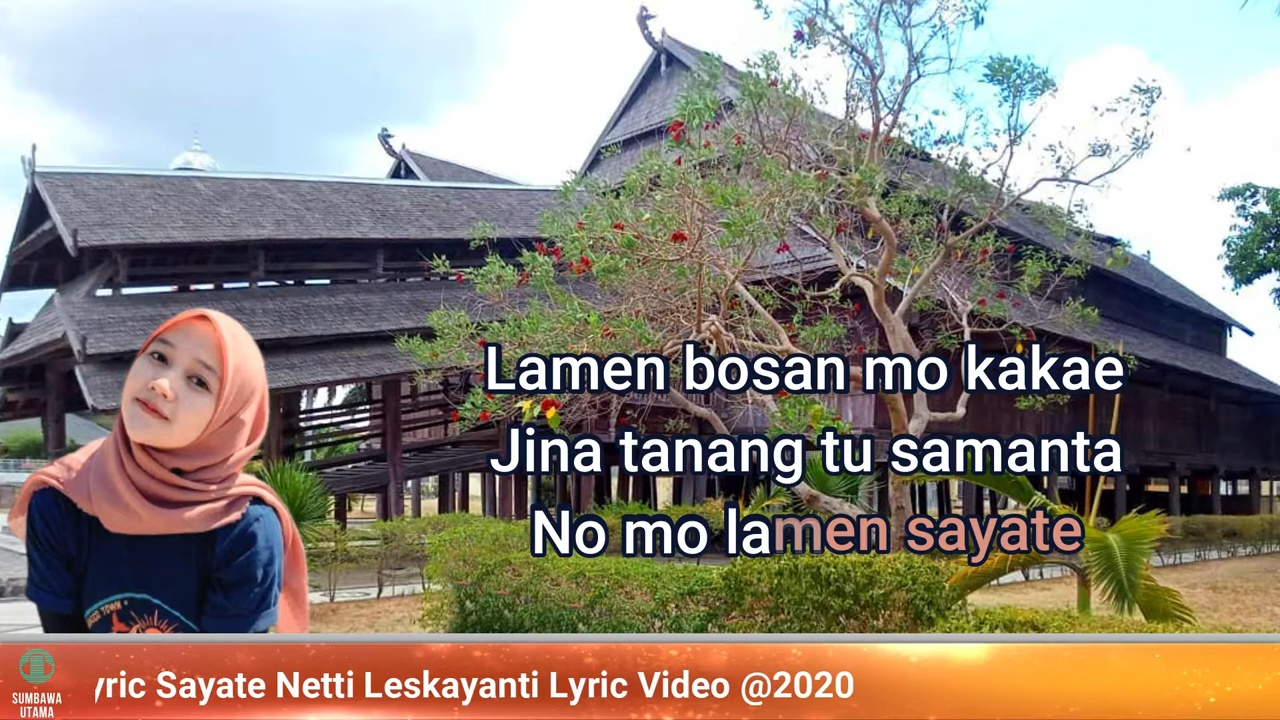 Lamen bosan mo kakae
Jina tanang tu samanta
No mo lamen sayate
yric Sayate Netti Leskayanti Lyric Video @2020
SUMBAWA
UTAMA